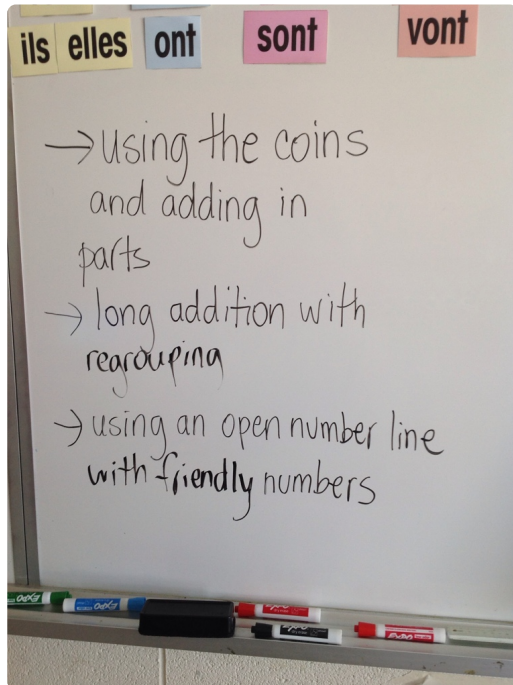 ils elles ont sont vont
→ using the coins
and adding in
parts
→ long addition with
regrouping
→ using an open number line
with friendly numbers
EXPO EXPO EXPO EXPO EXPO